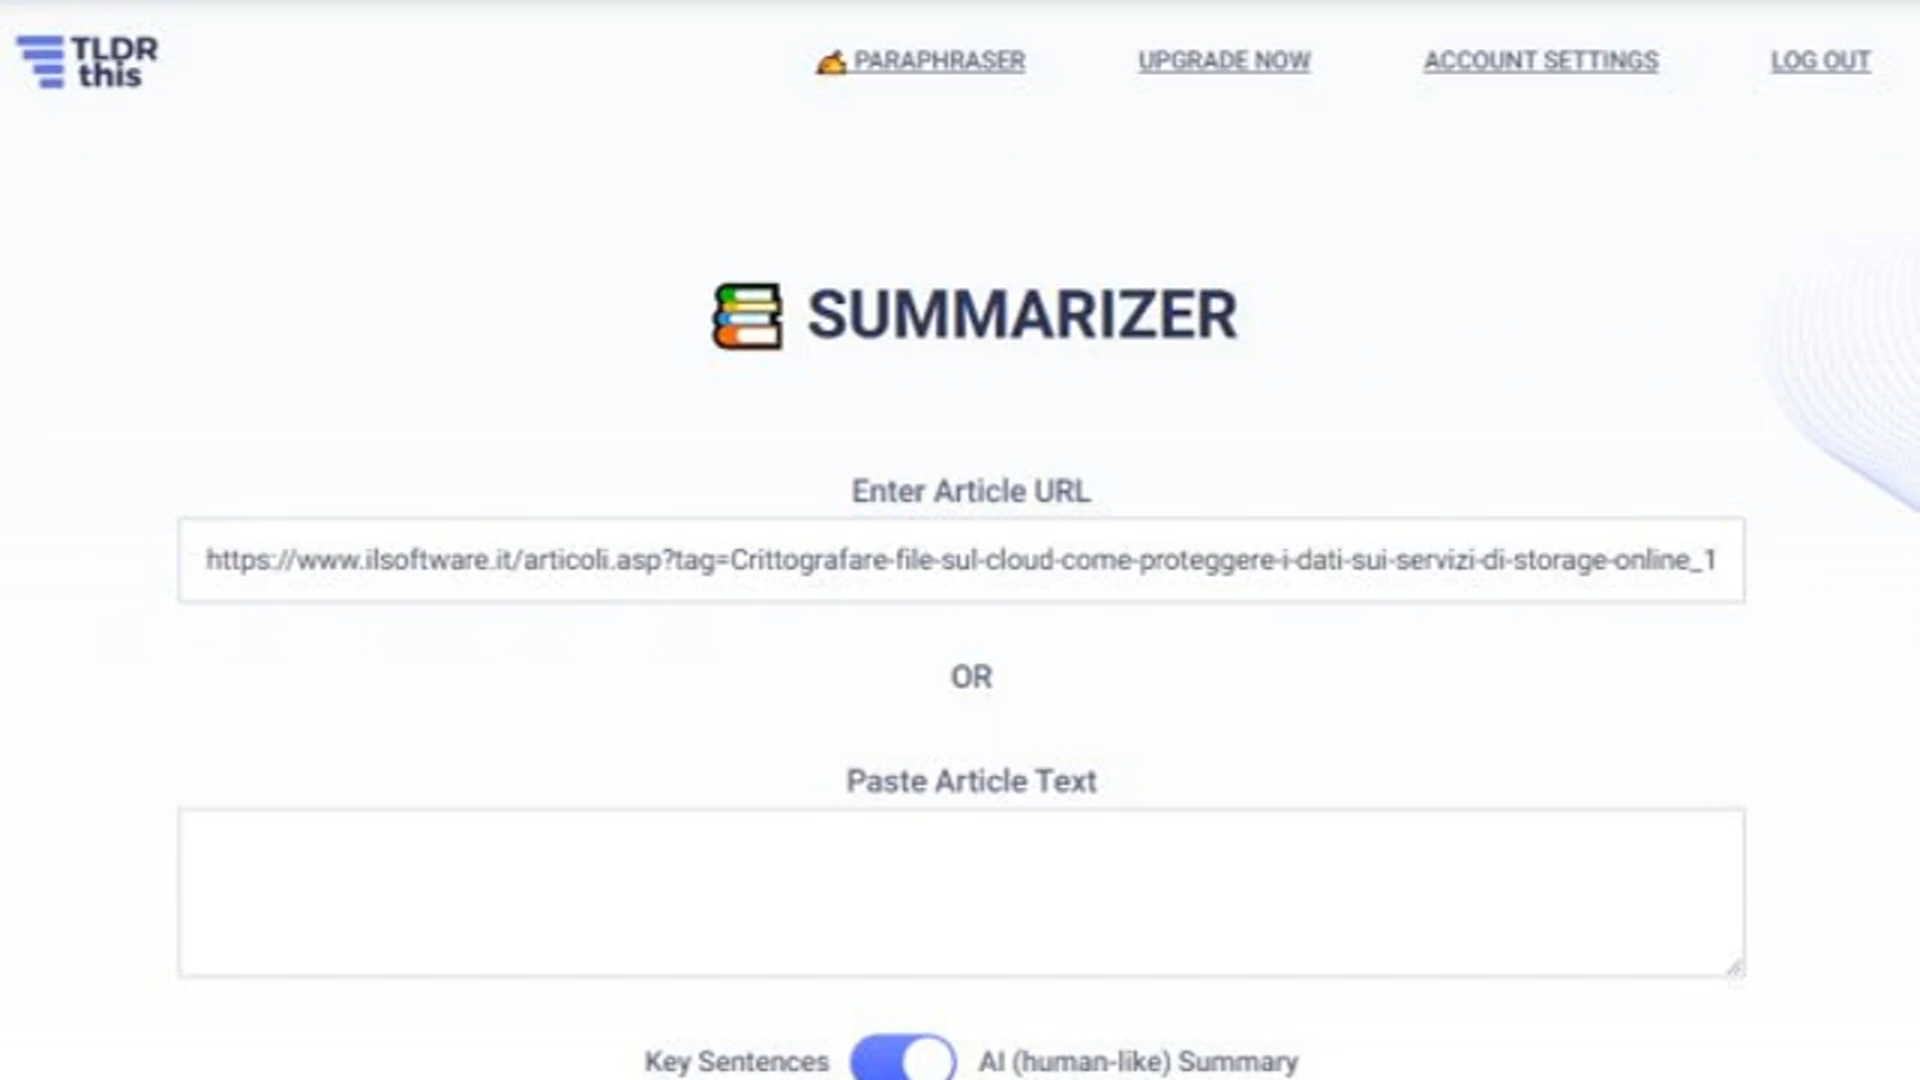 TLDR
this
PARAPHRASER
UPGRADE NOW
ACCOUNT SETTINGS
LOG OUT
SUMMARIZER
Enter Article URL
https://www.ilsoftware.it/articoli.asp?tag=Crittografare-file-sul-cloud-come-proteggere-i-dati-sui-servizi-di-storage-online_1
OR
Paste Article Text
Key Sentences
AI (human-like) Summary